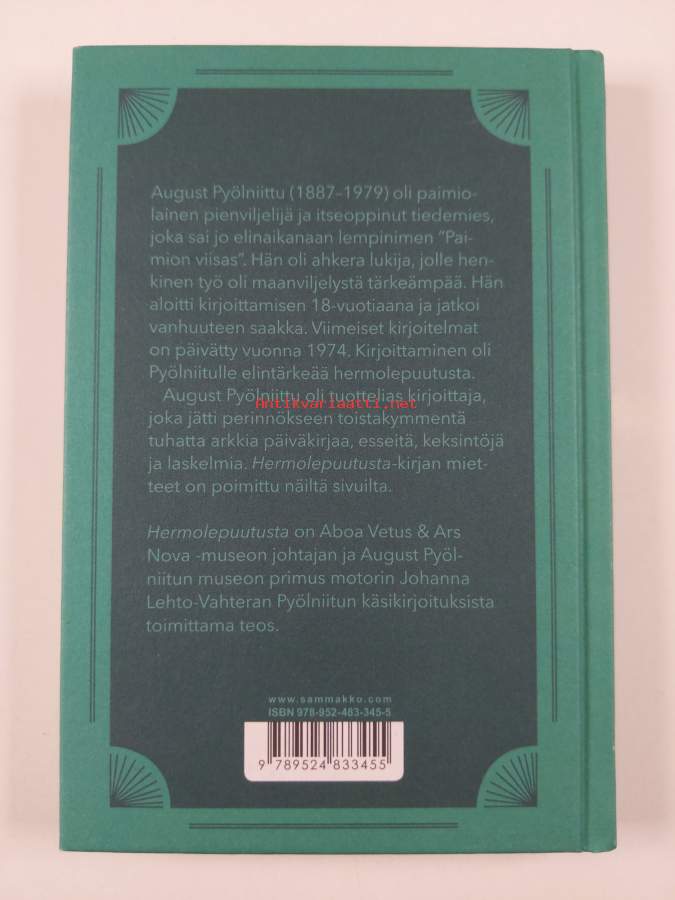 August Pyölniittu (1887–1979) oli paimio-
lainen pienviljelijä ja itseoppinut tiedemies,
joka sai jo elinaikanaan lempinimen ”Pai-
mion viisas”. Hän oli ahkera lukija, jolle hen-
kinen työ oli maanviljelystä tärkeämpää. Hän
aloitti kirjoittamisen 18-vuotiaana ja jatkoi
vanhuuteen saakka. Viimeiset kirjoitelmat
on päivätty vuonna 1974. Kirjoittaminen oli
Pyölniitulle elintärkeää hermolepuutusta.
August Pyölniittu oli tuottelias kirjoittaja,
Antikvariaatti.net
joka jätti perinnökseen toistakymmentä
tuhatta arkkia päiväkirjaa, esseitä, keksintöjä
ja laskelmia. Hermolepuutusta-kirjan miet-
teet on poimittu näiltä sivuilta.
Hermolepuutusta on Aboa Vetus & Ars
Nova -museon johtajan ja August Pyöl-
niitun museon primus motorin Johanna
Lehto-Vahteran Pyölniitun käsikirjoituksista
toimittama teos.
www.sammakko.com
ISBN 978-952-483-345-5
9 789524 833455